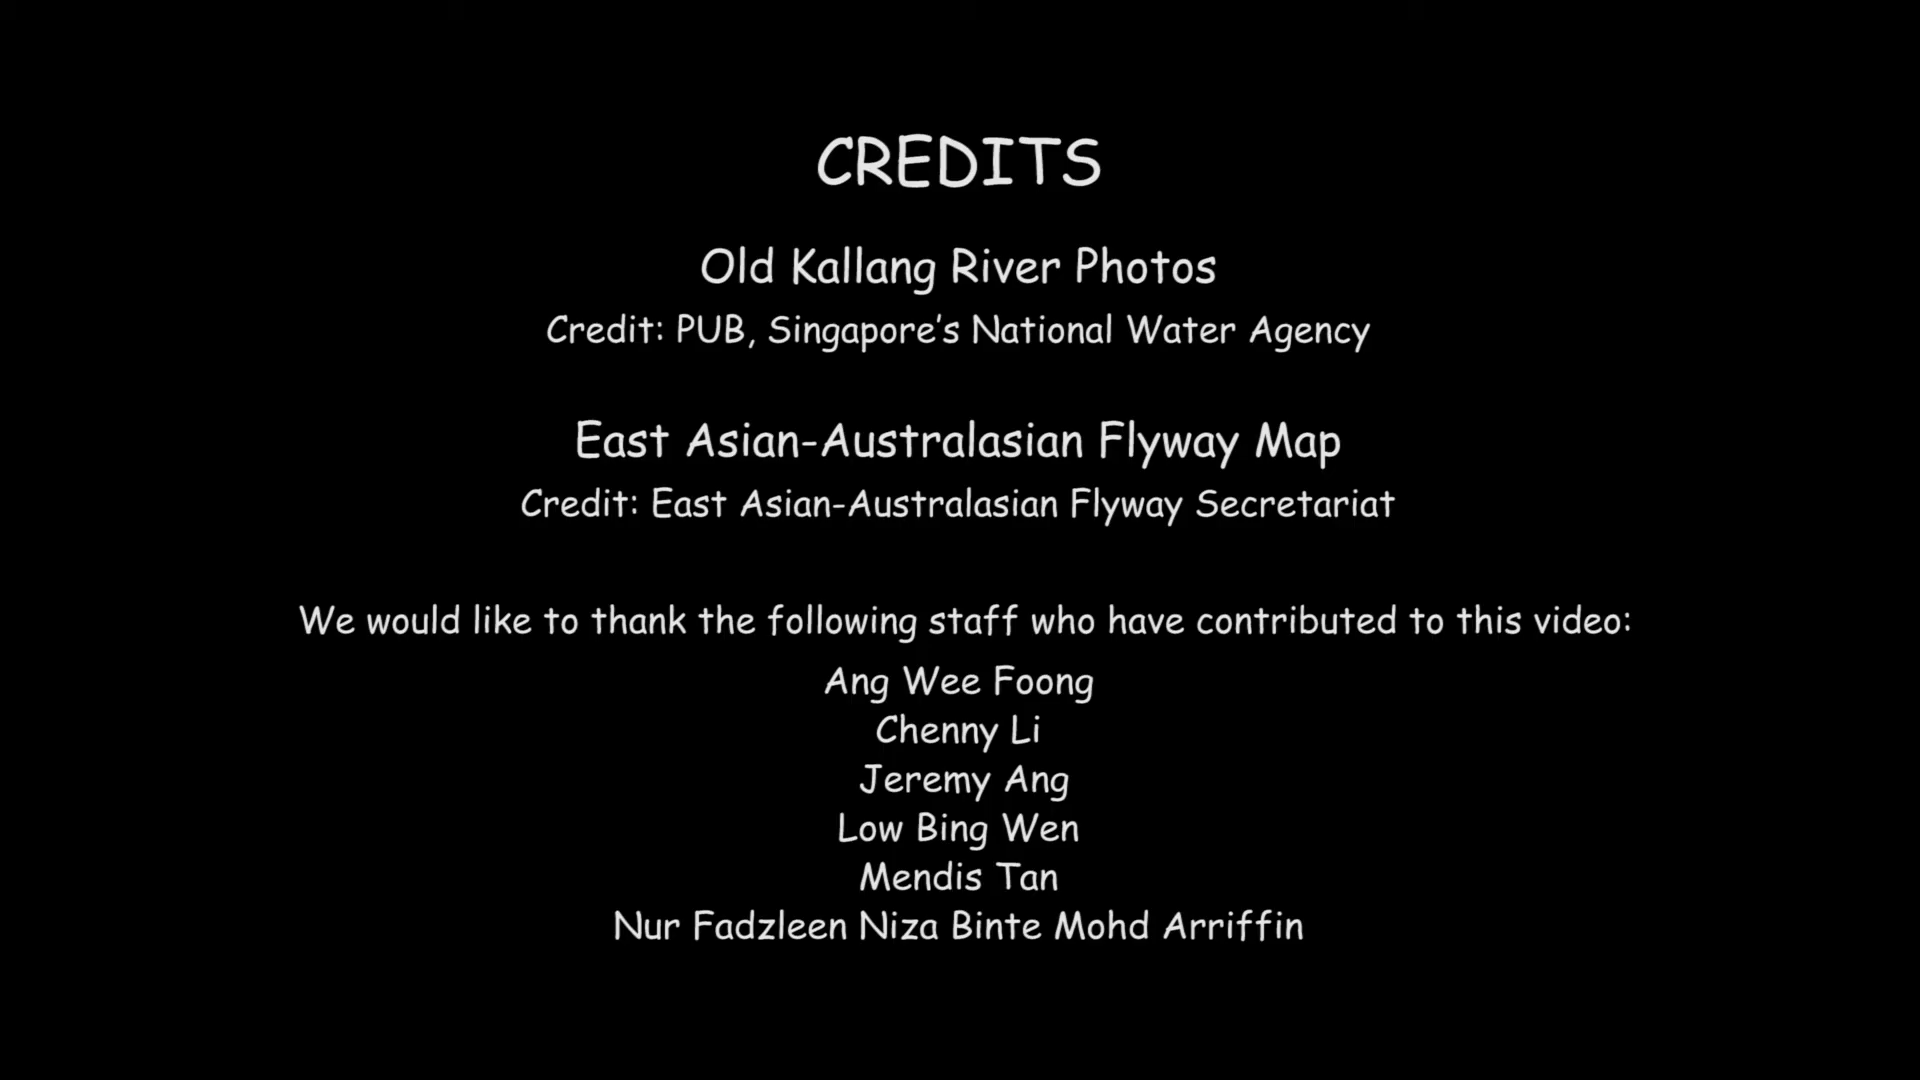 CREDITS
Old Kallang River Photos
Credit: PUB, Singapore’s National Water Agency
East Asian-Australasian Flyway Map
Credit: East Asian-Australasian Flyway Secretariat
We would like to thank the following staff who have contributed to this video:
Ang Wee Foong
Chenny Li
Jeremy Ang
Low Bing Wen
Mendis Tan
Nur Fadzleen Niza Binte Mohd Arriffin